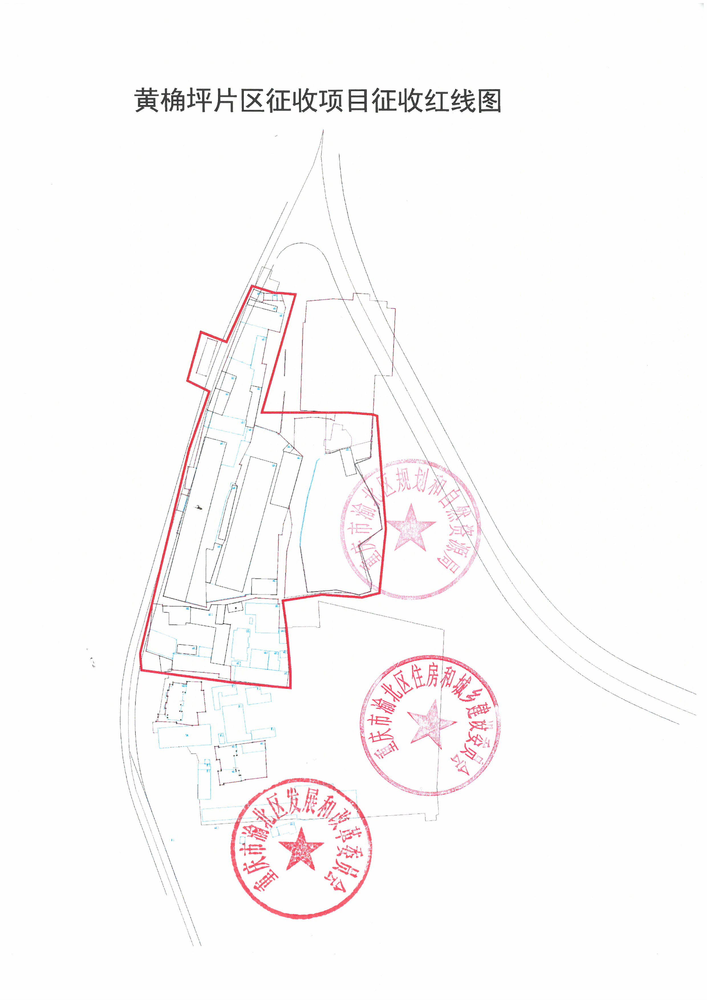 黄桷坪片区征收项目征收红线图
重庆市渝北区规划和自然资源局
重庆市渝北区住房和城乡建设委员会
重庆市渝北区发展和改革委员会